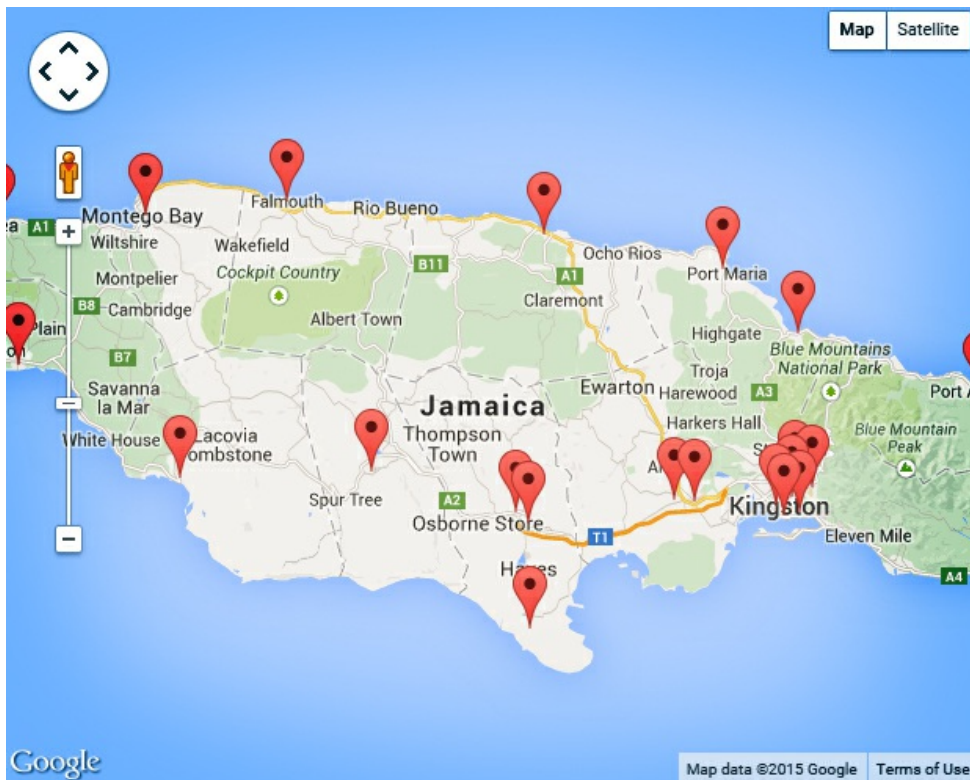 Map Satellite
Falmouth
Rio Bueno
Montego Bay
A1
Wiltshire
Wakefield
Ocho Rios
Port Maria
B11
A1
Montpelier
Cockpit Country
Claremont
B8
Cambridge
Albert Town
Plain
Highgate
Blue Mountains
National Park
B7
Troja
Savanna
la Mar
Ewarton
Harewood
A3
Port A
Jamaica
Harkers Hall
White House
Lacovia
Thompson
Town
Blue Mountain
Peak
Spur Tree
A2
Osborne Store
Kingston
T1
Eleven Mile
A4
Google
Map data ©2015 Google Terms of Use